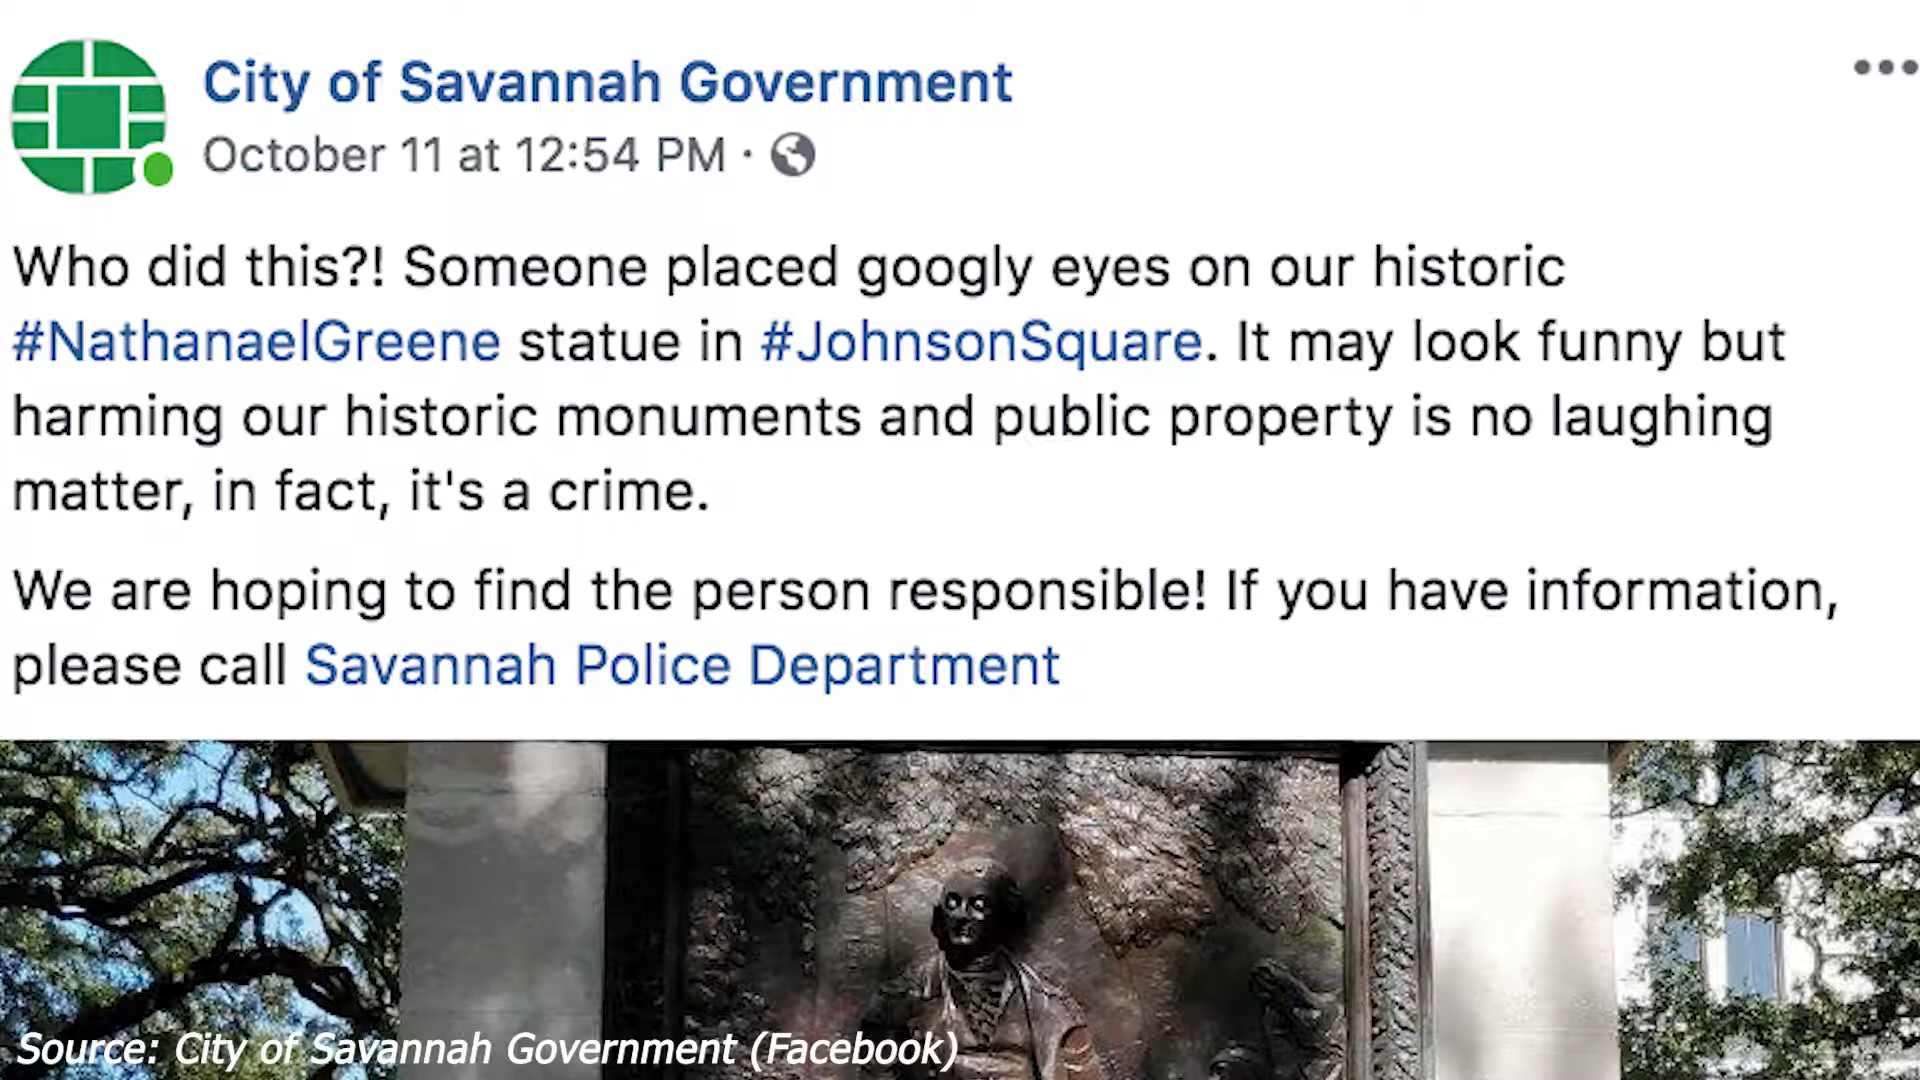 City of Savannah Government
October 11 at 12:54 PM ·
Who did this?! Someone placed googly eyes on our historic
#NathanaelGreene statue in #JohnsonSquare. It may look funny but
harming our historic monuments and public property is no laughing
matter, in fact, it's a crime.
We are hoping to find the person responsible! If you have information,
please call Savannah Police Department
Source: City of Savannah Government (Facebook)